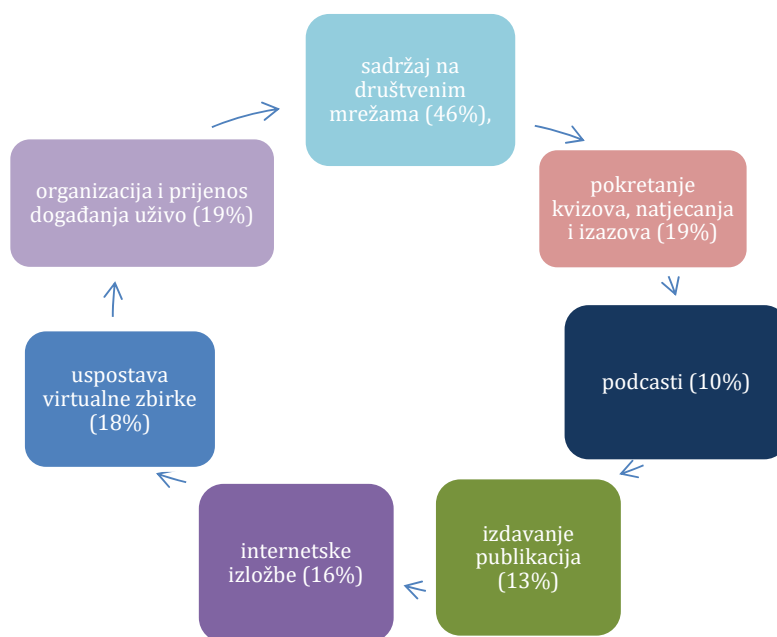 sadržaj na
društvenim
mrežama (46%),
pokretanje
kvizova, natjecanja
i izazova (19%)
podcasti (10%)
izdavanje
publikacija
(13%)
internetske
izložbe (16%)
uspostava
virtualne zbirke
(18%)
organizacija i prijenos
događanja uživo (19%)